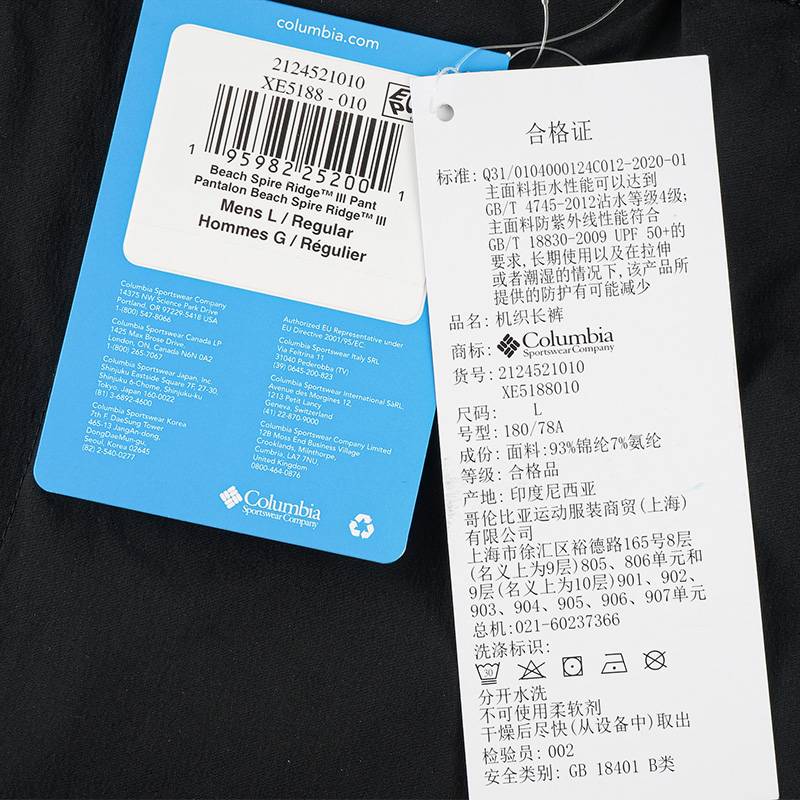 columbia.com
2124521010
XE5188 - 010
1 95982 25200 1
Beach Spire Ridge™ III Pant
Pantalon Beach Spire Ridge™ III
Mens L / Regular
Hommes G / Régulier
Columbia Sportswear Company
14375 NW Science Park Drive
Portland, OR 97229-5418 USA
1-(800) 547-8066
Columbia Sportswear Canada LP
1425 Max Brose Drive,
London, ON, Canada N6N 0A2
1-(800) 265-7067
Columbia Sportswear Japan, Inc.
Shinjuku Eastside Square 7F, 27-30,
Shinjuku 6-Chome, Shinjuku-ku
Tokyo, Japan 160-0022
(81) 3-6892-4600
Columbia Sportswear Korea
7th F. DaeSung Tower
465-13 JangAn-dong,
DongDaeMun-gu,
Seoul, Korea 02645
(82) 2-540-0277
Authorized EU Representative under
EU Directive 2001/95/EC.
Columbia Sportswear Italy SRL
Via Feltrina 11
31040 Pederobba (TV)
(39) 0645-200-823
Columbia Sportswear International SàRL,
Avenue des Morgines 12,
1213 Petit Lancy
Geneva, Switzerland
(41) 22-870-9000
Columbia Sportswear Company Limited
12B Moss End Business Village
Crooklands, Milnthorpe,
Cumbria, LA7 7NU,
United Kingdom
0800-464-0876
Columbia
Sportswear Company
合格证
标准: Q31/0104000124C012-2020-01
主面料拒水性能可以达到
GB/T 4745-2012沾水等级4级;
主面料防紫外线性能符合
GB/T 18830-2009 UPF 50+的
要求,长期使用以及在拉伸
或者潮湿的情况下,该产品所
提供的防护有可能减少
品名: 机织长裤
商标: Columbia
Sportswear Company
货号: 2124521010
XE5188010
尺码: L
号型: 180/78A
成份: 面料:93%锦纶7%氨纶
等级: 合格品
产地: 印度尼西亚
哥伦比亚运动服装商贸(上海)
有限公司
上海市徐汇区裕德路165号8层
(名义上为9层)805、806单元和
9层(名义上为10层)901、902、
903、904、905、906、907单元
总机:021-60237366
洗涤标识:
30
分开水洗
不可使用柔软剂
干燥后尽快(从设备中)取出
检验员: 002
安全类别: GB 18401 B类